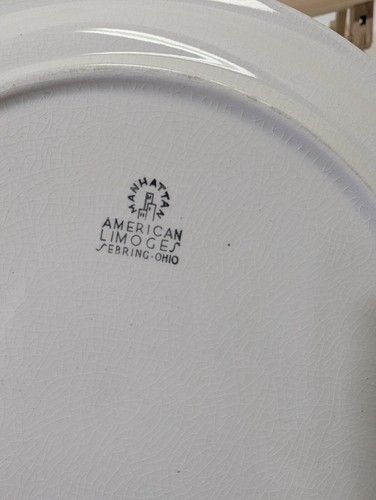 MANHATTAN
AMERICAN
LIMOGES
SEBRING-OHIO